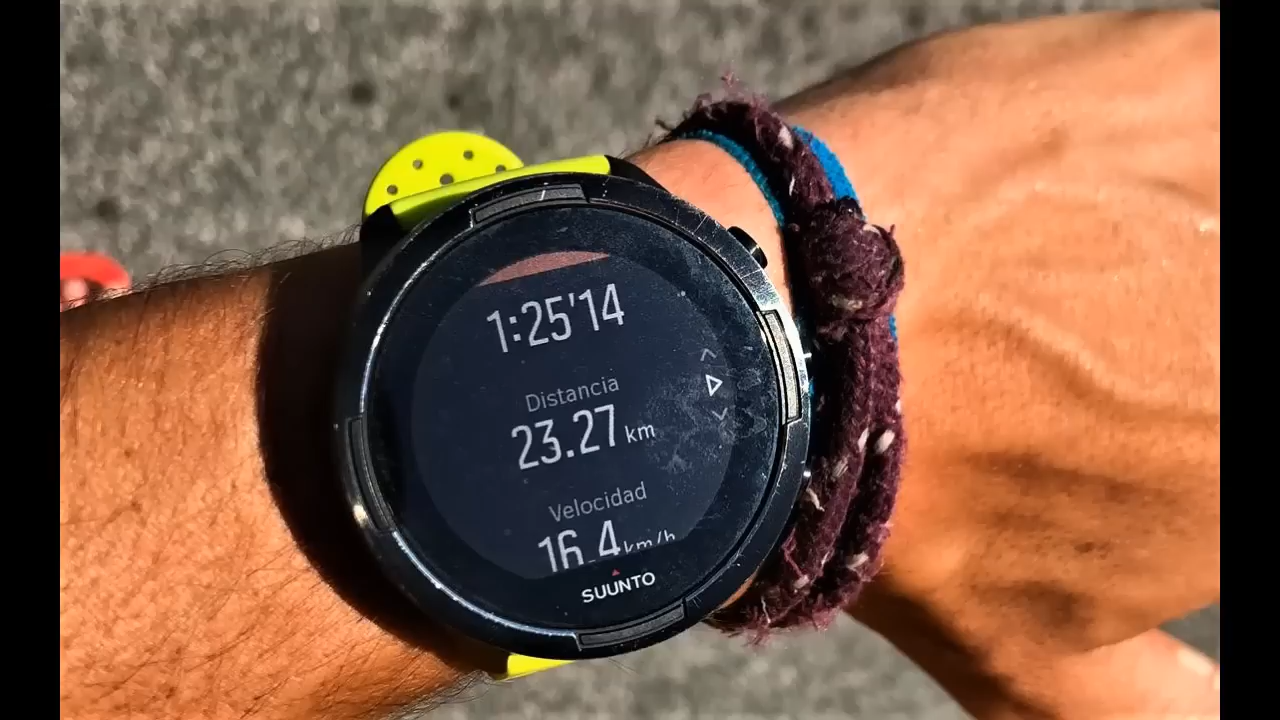 1:25'14
Distancia
23.27 km
Velocidad
16.4 km/h
SUUNTO